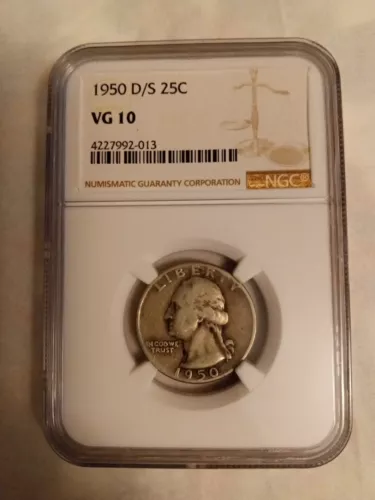 1950 D/S 25C
VG 10
4227992-013
NUMISMATIC GUARANTY CORPORATION
NGC®
LIBERTY
IN GOD WE
TRUST
1950